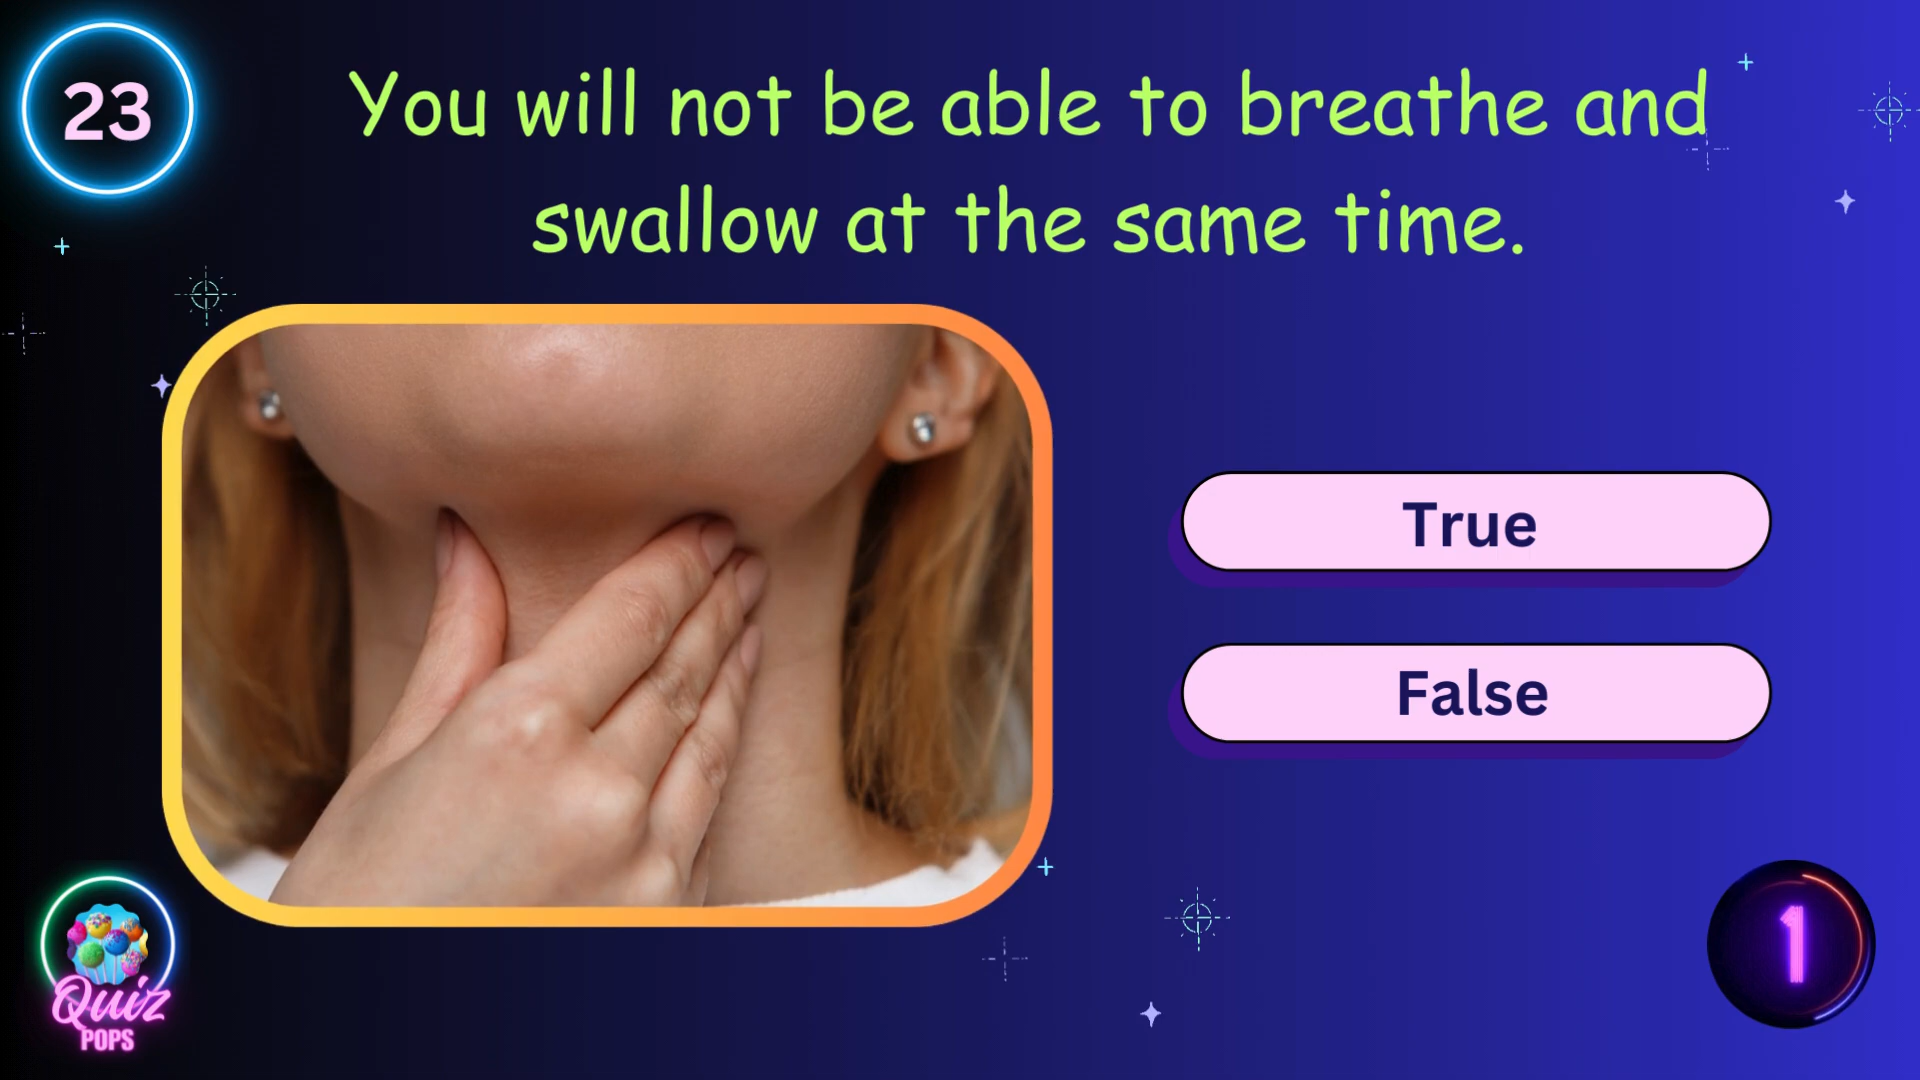 23
You will not be able to breathe and
swallow at the same time.
True
False
Quiz
POPS
1